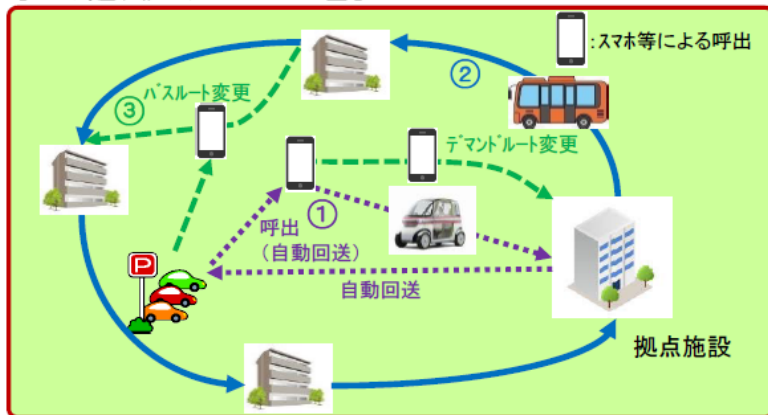 :スマホ等による呼出
②
③
バスルート変更
デマンドルート変更
呼出
①
(自動回送)
自動回送
P
拠点施設